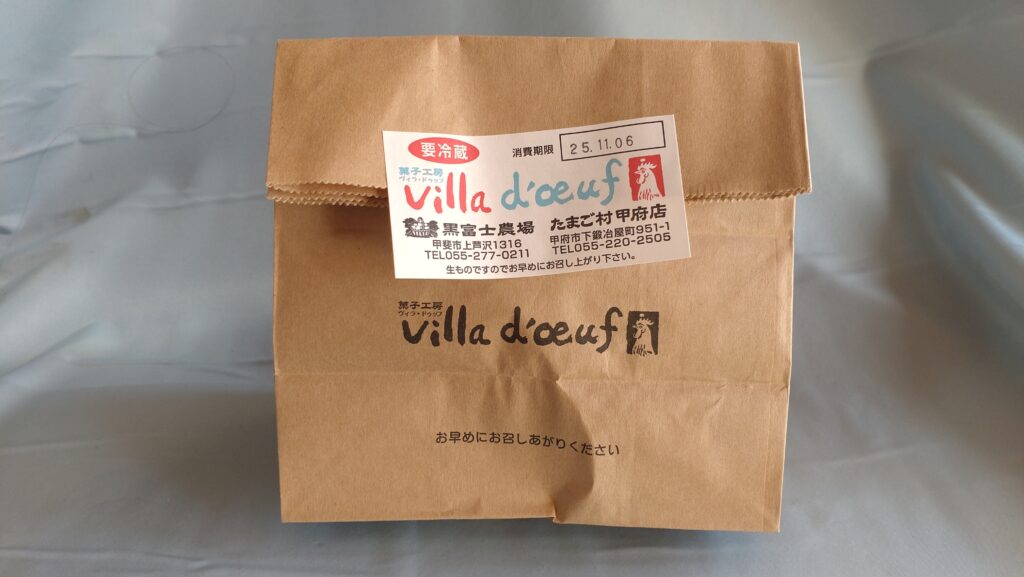 要冷蔵
消費期限 25.11.06
菓子工房
ヴィラ・ドゥッフ
villa d'œuf
黒富士農場 たまご村 甲府店
甲斐市上芦沢1316 甲府市下鍛冶屋町951-1
TEL055-277-0211 TEL055-220-2505
生ものですのでお早めにお召し上がり下さい。
菓子工房
ヴィラ・ドゥッフ
villa d'œuf
お早めにお召しあがりください